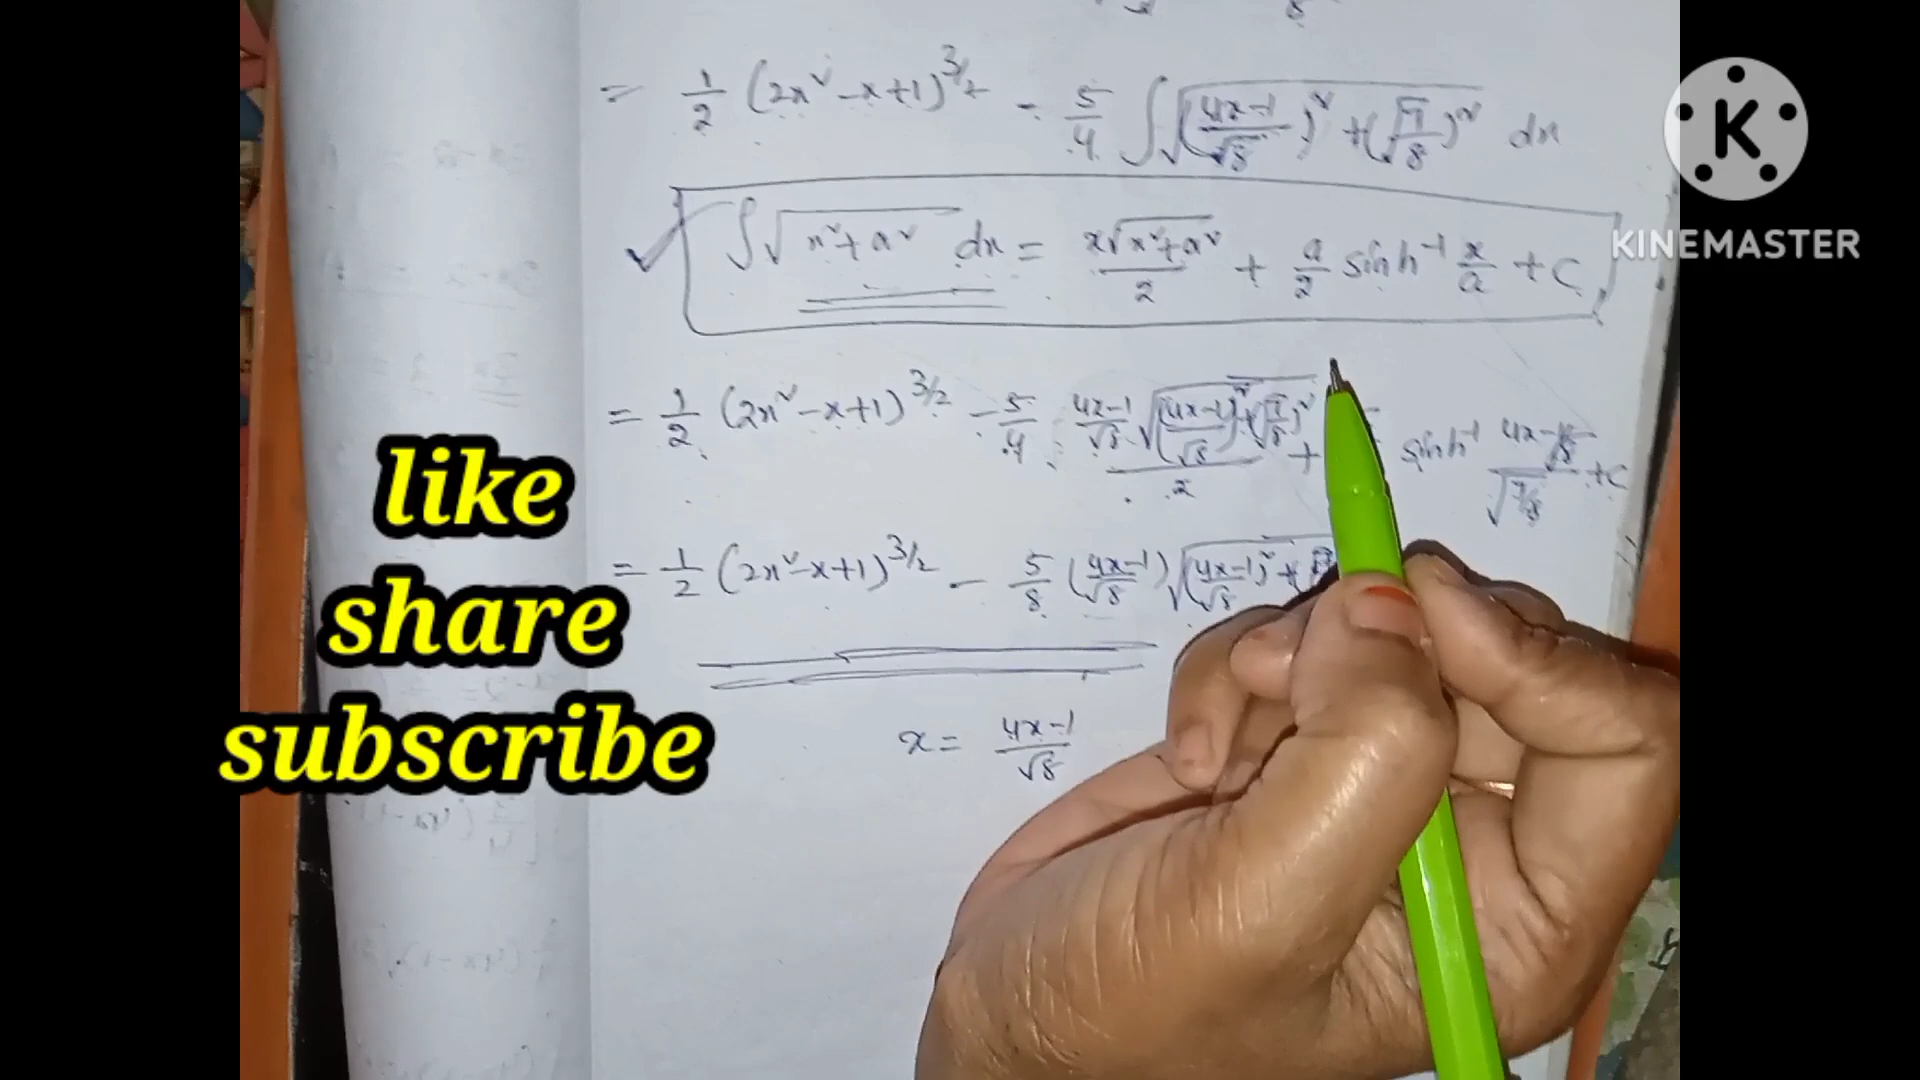 = 1/2 (2x² - x + 1)^3/2 - 5/4 ∫ √((4x-1)/√8)² + (√7/8)² dx
∫ √x² + a² dx = x√x² + a² / 2 + a/2 sinh⁻¹ x/a + C
= 1/2 (2x² - x + 1)^3/2 - 5/4 (4x-1)/√8 √((4x-1)/√8)² + (√7/8)² / 2 + sinh⁻¹ +C
= 1/2 (2x² - x + 1)^3/2 - 5/8 ((4x-1)/√8) √((4x-1)/√8)² +
x = 4x-1/√8
like
share
subscribe
K
KINEMASTER